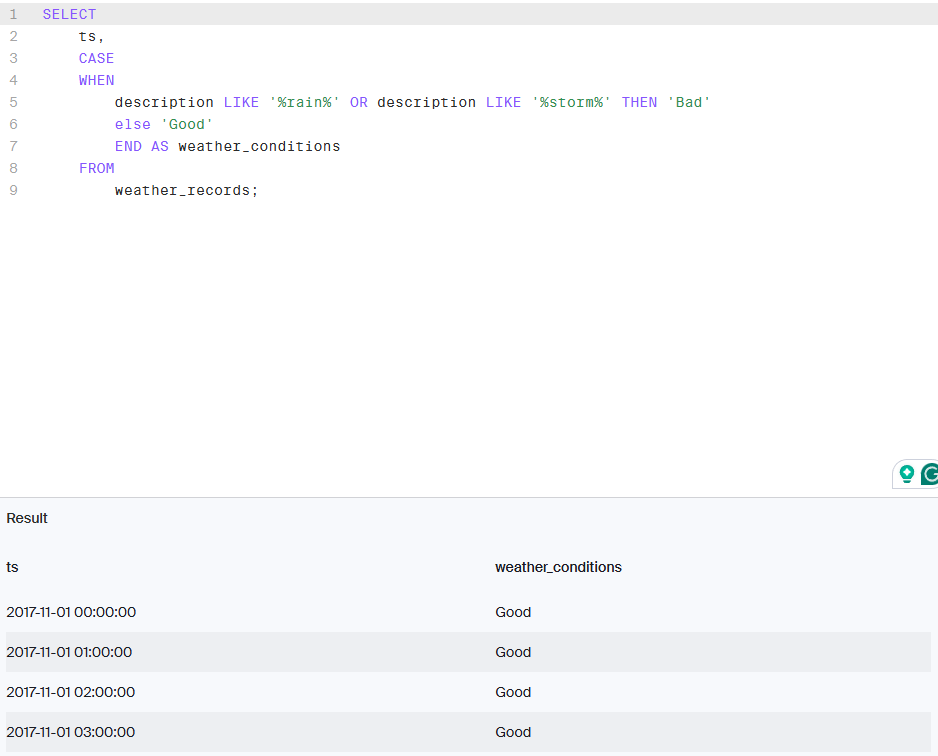 1 SELECT
2 ts,
3 CASE
4 WHEN
5 description LIKE '%rain%' OR description LIKE '%storm%' THEN 'Bad'
6 else 'Good'
7 END AS weather_conditions
8 FROM
9 weather_records;
Result
ts weather_conditions
2017-11-01 00:00:00 Good
2017-11-01 01:00:00 Good
2017-11-01 02:00:00 Good
2017-11-01 03:00:00 Good